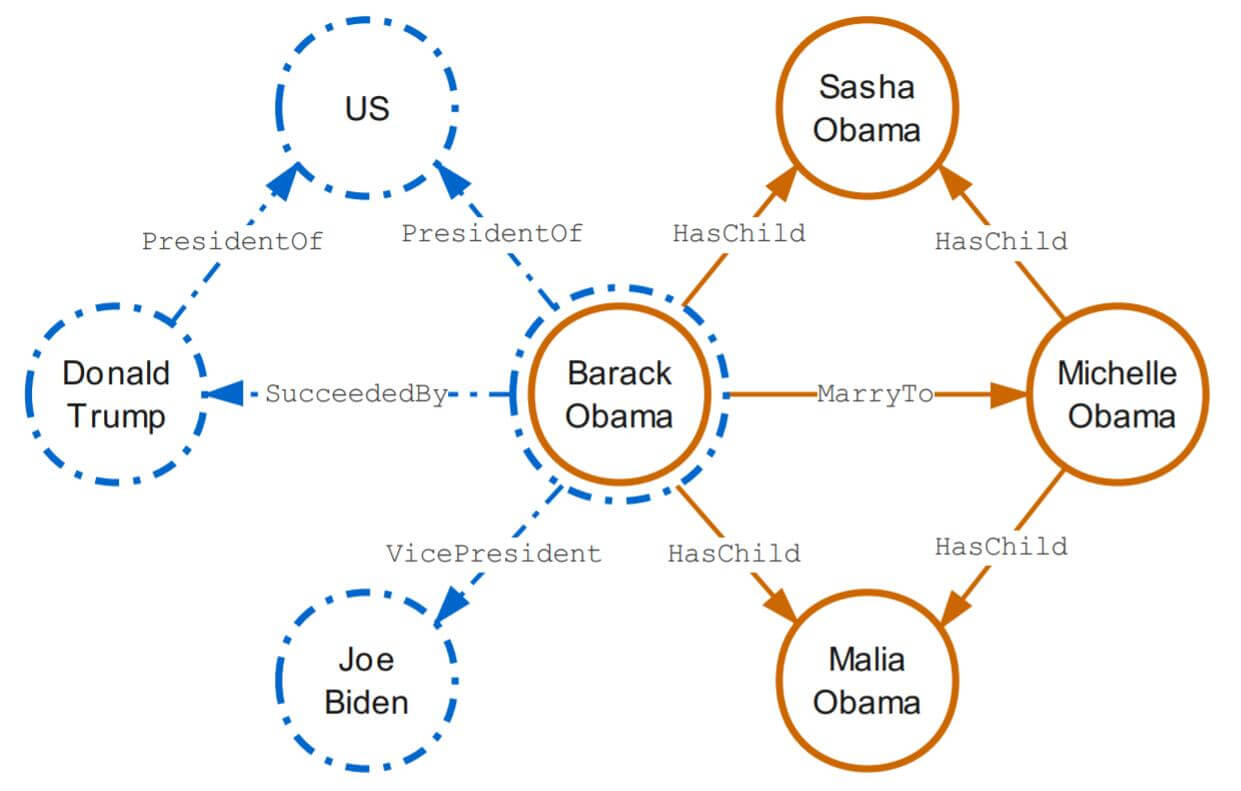 US
Sasha
Obama
PresidentOf
PresidentOf
HasChild
HasChild
Donald
Trump
SucceededBy
Barack
Obama
MarryTo
Michelle
Obama
VicePresident
HasChild
HasChild
Joe
Biden
Malia
Obama